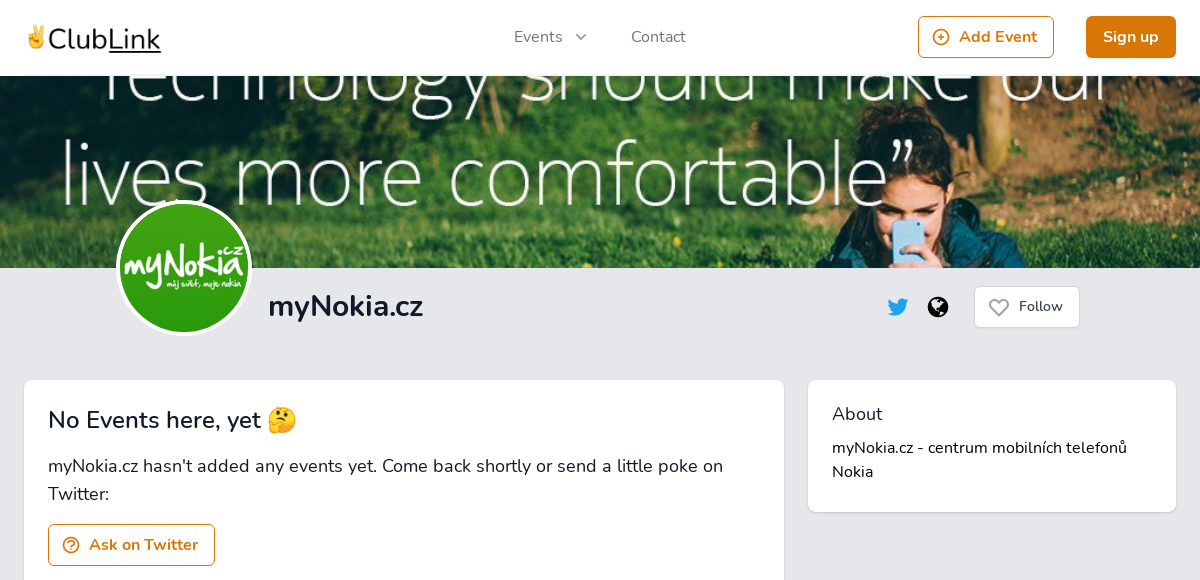 ✌️ClubLink
Events
Contact
Add Event
Sign up
Technology should make our
lives more comfortable”
myNokia
cz
můj svět, moje nokia
myNokia.cz
Follow
No Events here, yet 🤔
myNokia.cz hasn't added any events yet. Come back shortly or send a little poke on
Twitter:
Ask on Twitter
About
myNokia.cz - centrum mobilních telefonů
Nokia